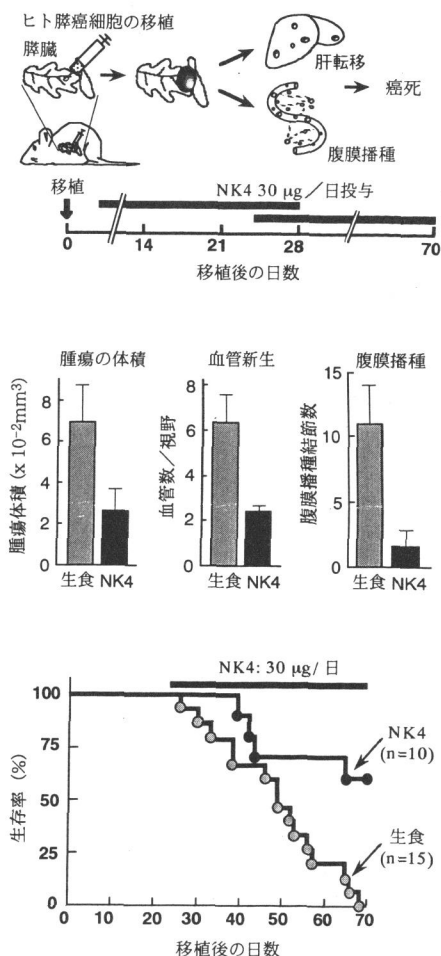 ヒト膵癌細胞の移植
膵臓
肝転移
癌死
腹膜播種
移植
NK4 30 μg／日投与
0 14 21 28 70
移植後の日数
腫瘍の体積
腫瘍体積 (x 10⁻²mm³)
8
6
4
2
0
生食 NK4
血管新生
血管数／視野
8
6
4
2
0
生食 NK4
腹膜播種
腹膜播種結節数
15
10
5
0
生食 NK4
NK4: 30 μg/ 日
生存率 (%)
100
75
50
25
0
NK4
(n=10)
生食
(n=15)
0 10 20 30 40 50 60 70
移植後の日数